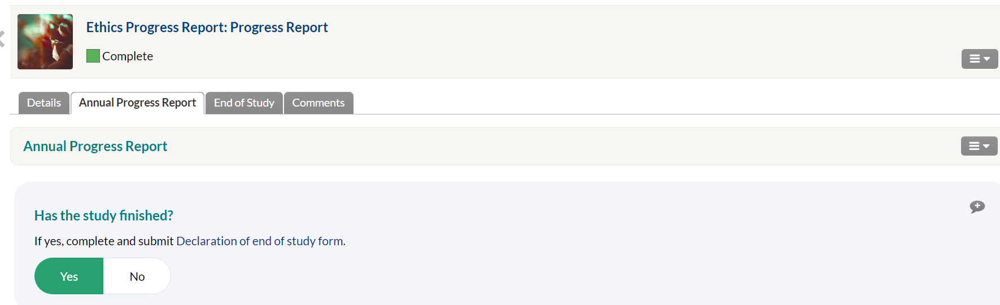 Ethics Progress Report: Progress Report
Complete
Details
Annual Progress Report
End of Study
Comments
Annual Progress Report
Has the study finished?
If yes, complete and submit Declaration of end of study form.
Yes
No